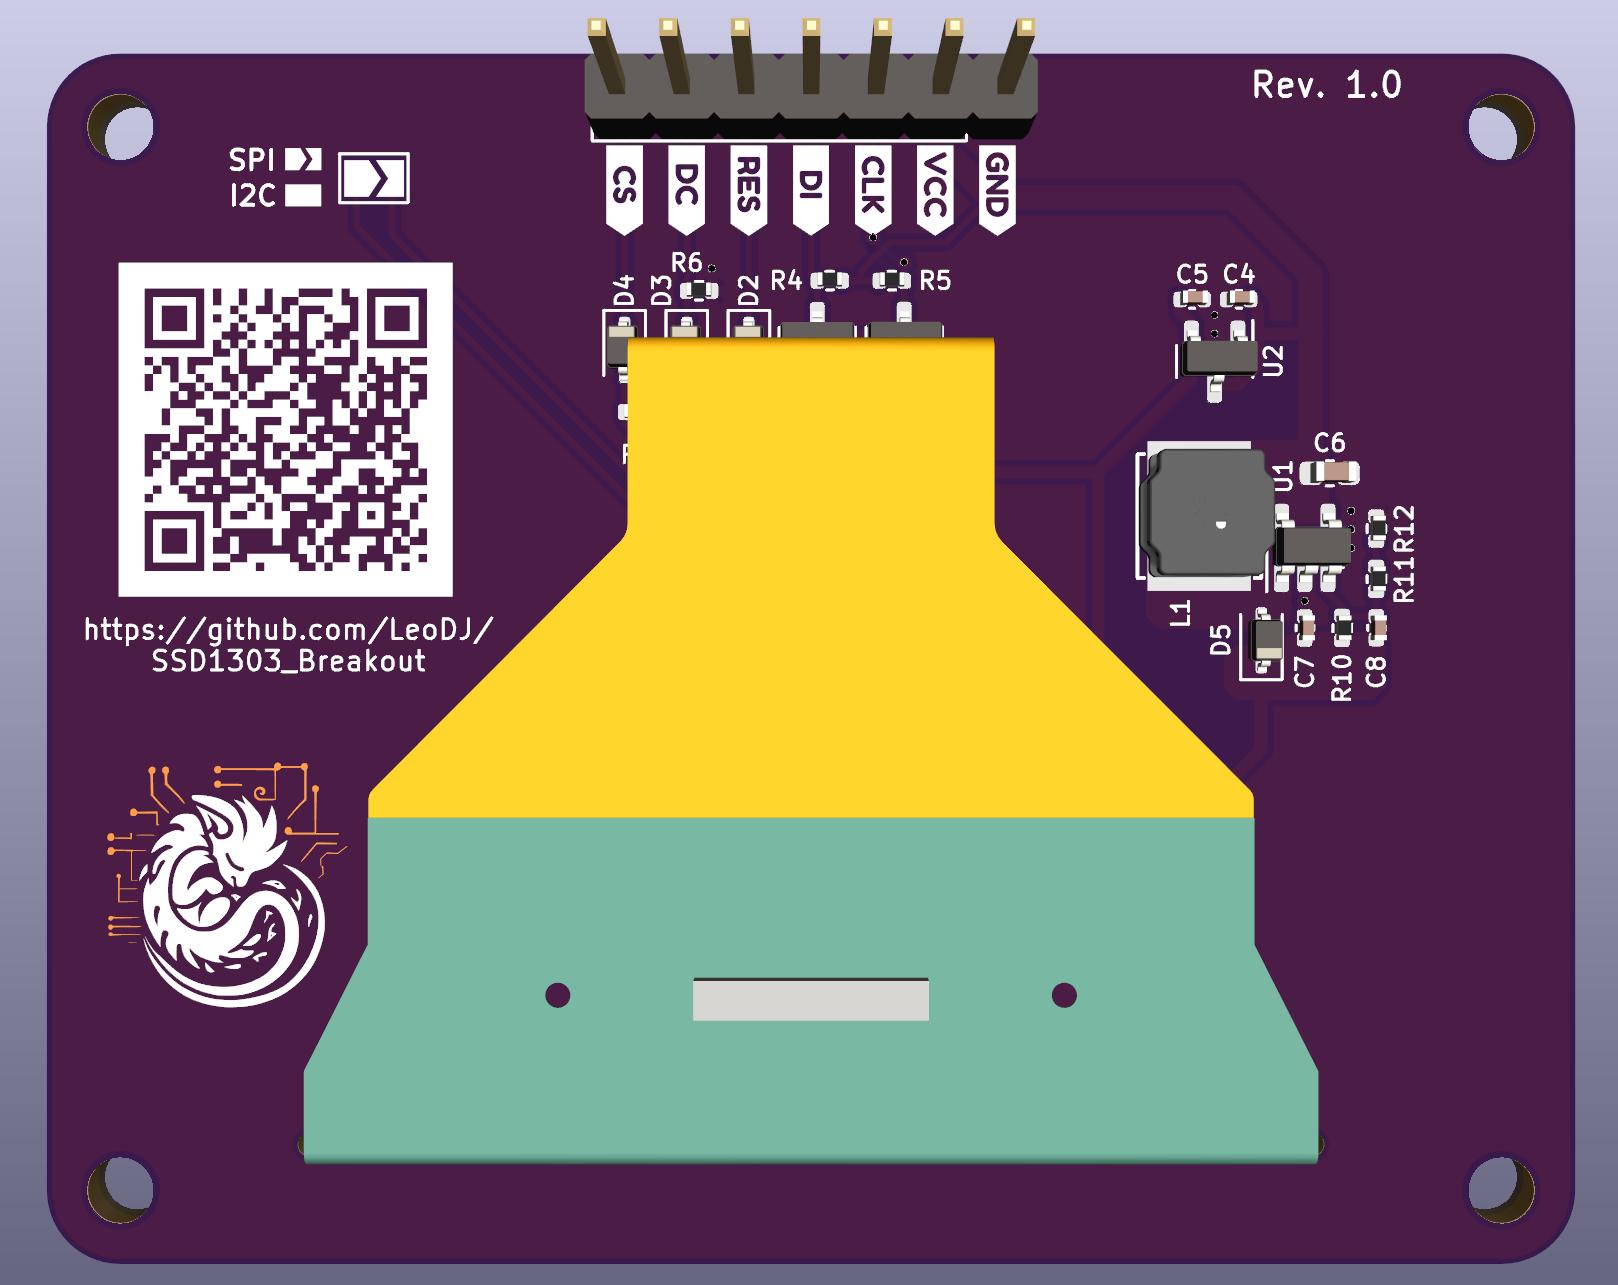 Rev. 1.0
SPI
I2C
CS
DC
RES
DI
CLK
VCC
GND
R6
R4
R5
D4
D3
D2
C5
C4
U2
C6
U1
R12
R11
L1
D5
C7
R10
C8
https://github.com/LeoDJ/
SSD1303_Breakout